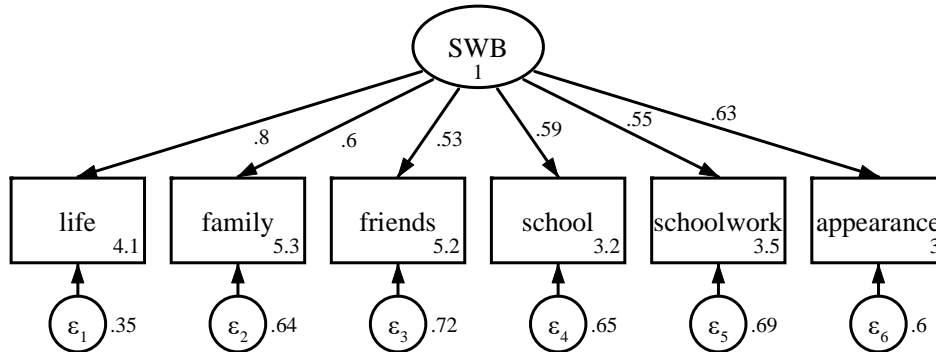 SWB
1
.8
.6
.53
.59
.55
.63
life
4.1
family
5.3
friends
5.2
school
3.2
schoolwork
3.5
appearance
3
ε1 .35
ε2 .64
ε3 .72
ε4 .65
ε5 .69
ε6 .6